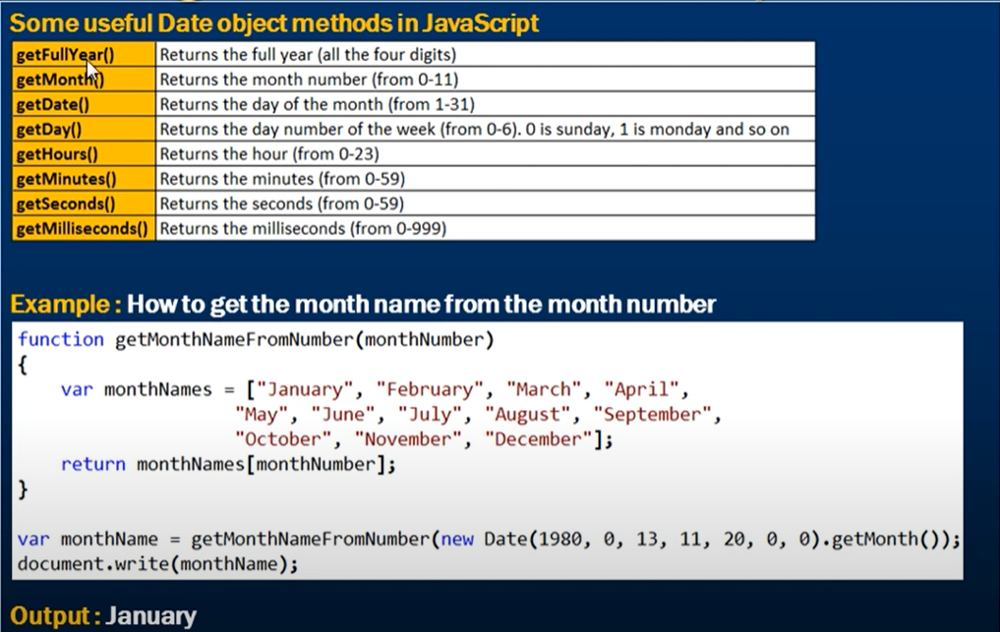 Some useful Date object methods in JavaScript
getFullYear() Returns the full year (all the four digits)
getMonth() Returns the month number (from 0-11)
getDate() Returns the day of the month (from 1-31)
getDay() Returns the day number of the week (from 0-6). 0 is sunday, 1 is monday and so on
getHours() Returns the hour (from 0-23)
getMinutes() Returns the minutes (from 0-59)
getSeconds() Returns the seconds (from 0-59)
getMilliseconds() Returns the milliseconds (from 0-999)
Example : How to get the month name from the month number
function getMonthNameFromNumber(monthNumber)
{
    var monthNames = ["January", "February", "March", "April",
                    "May", "June", "July", "August", "September",
                    "October", "November", "December"];
    return monthNames[monthNumber];
}
var monthName = getMonthNameFromNumber(new Date(1980, 0, 13, 11, 20, 0, 0).getMonth());
document.write(monthName);
Output : January